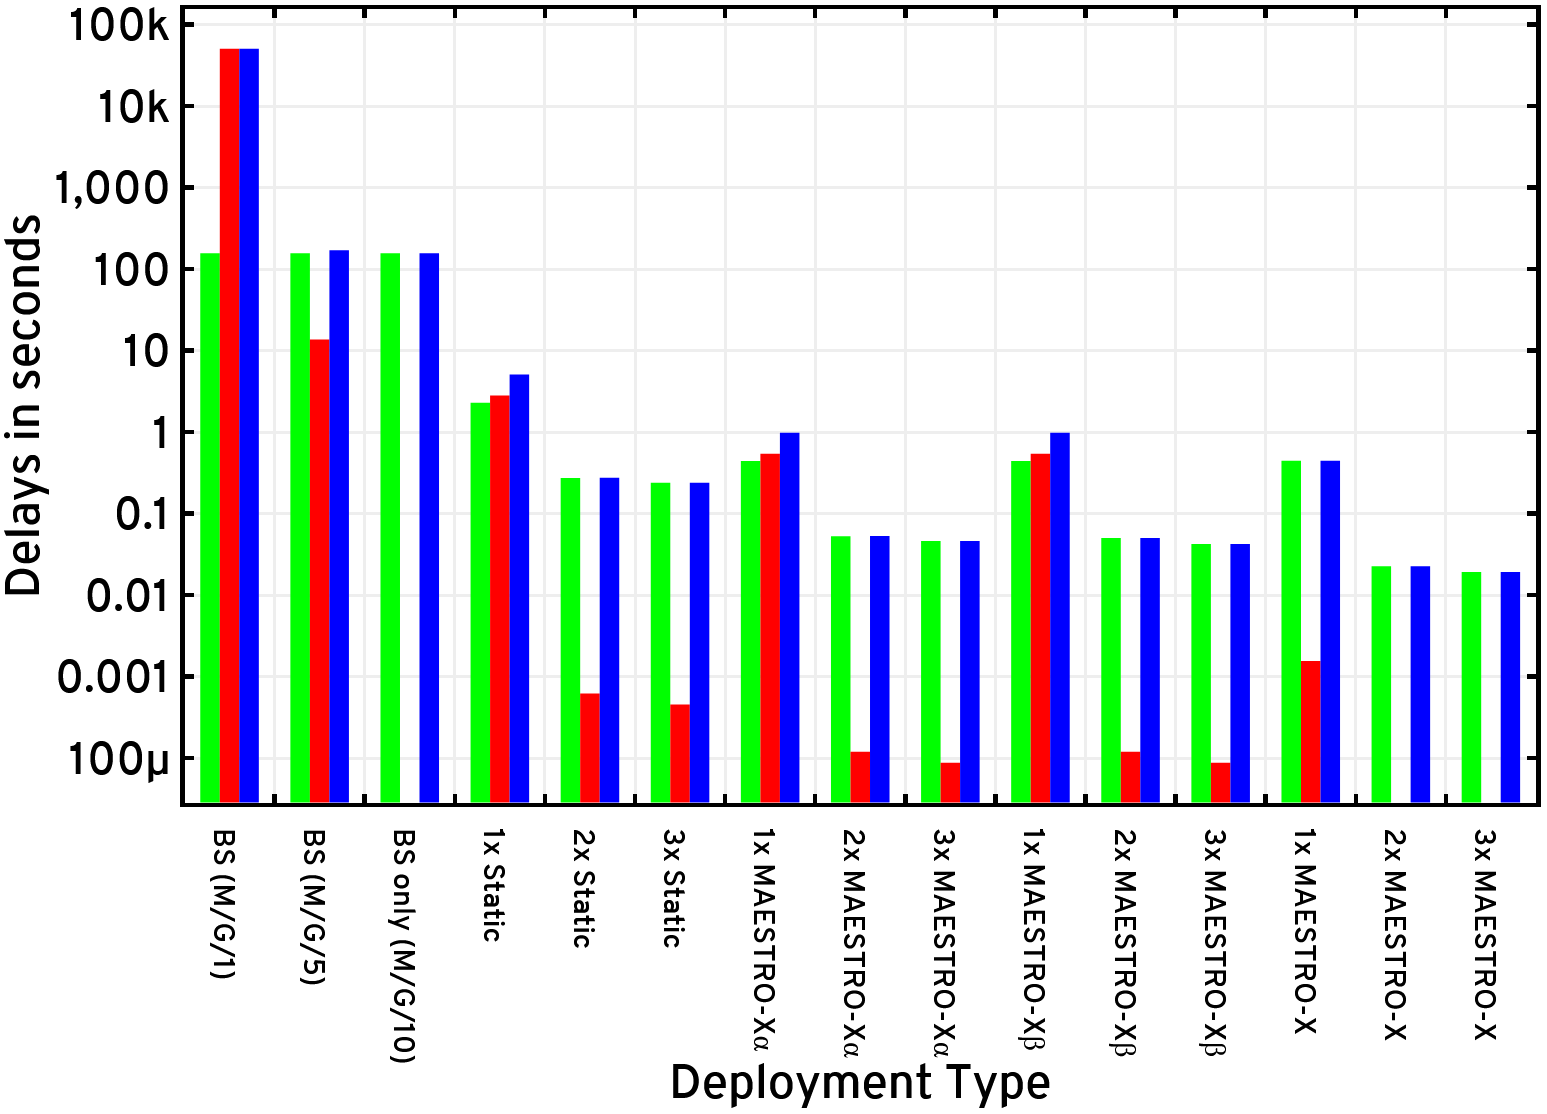 100k
10k
1,000
100
10
1
0.1
0.01
0.001
100µ
Delays in seconds
BS (M/G/1)
BS (M/G/5)
BS only (M/G/10)
1x Static
2x Static
3x Static
1x MAESTRO-Xα
2x MAESTRO-Xα
3x MAESTRO-Xα
1x MAESTRO-Xβ
2x MAESTRO-Xβ
3x MAESTRO-Xβ
1x MAESTRO-X
2x MAESTRO-X
3x MAESTRO-X
Deployment Type